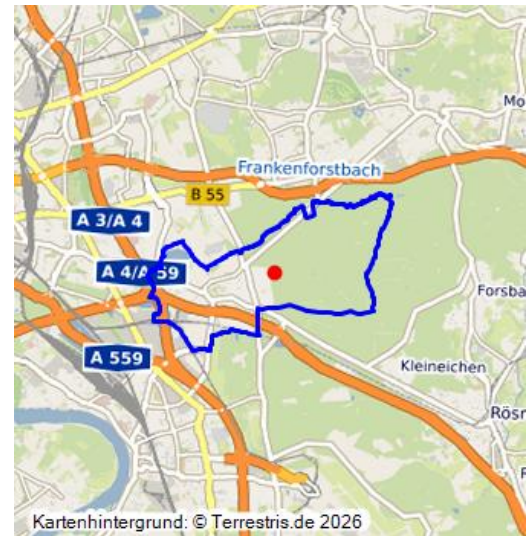 Mo
Frankenforstbach
B 55
A 3/A 4
A 4/A 59
Forsba
A 559
Kleineichen
Rösr
F
Kartenhintergrund: © Terrestris.de 2026